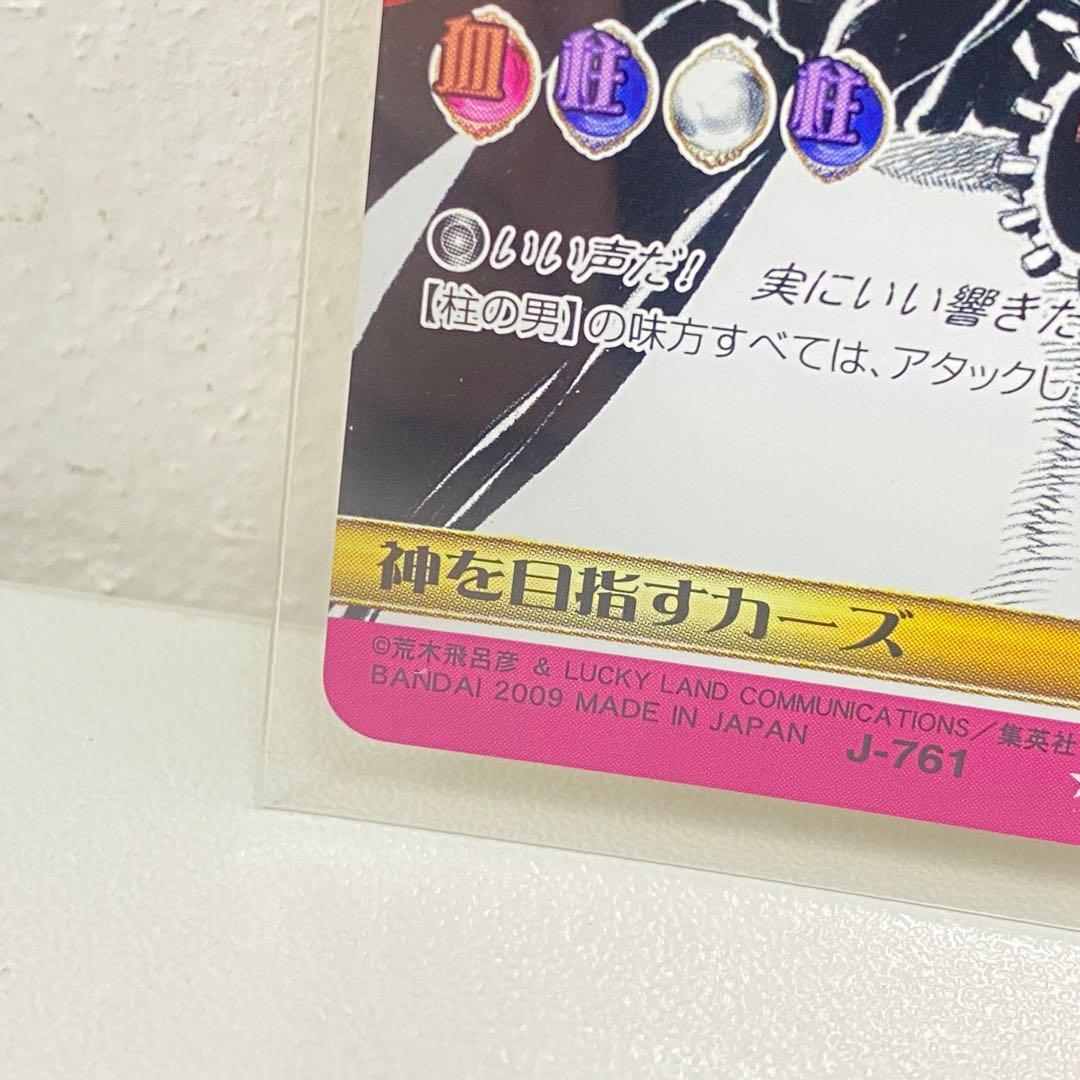 血 柱 柱
いい声だ! 実にいい響きだ
【柱の男】の味方すべては、アタックし
神を目指すカーズ
©荒木飛呂彦 & LUCKY LAND COMMUNICATIONS/集英社
BANDAI 2009 MADE IN JAPAN J-761